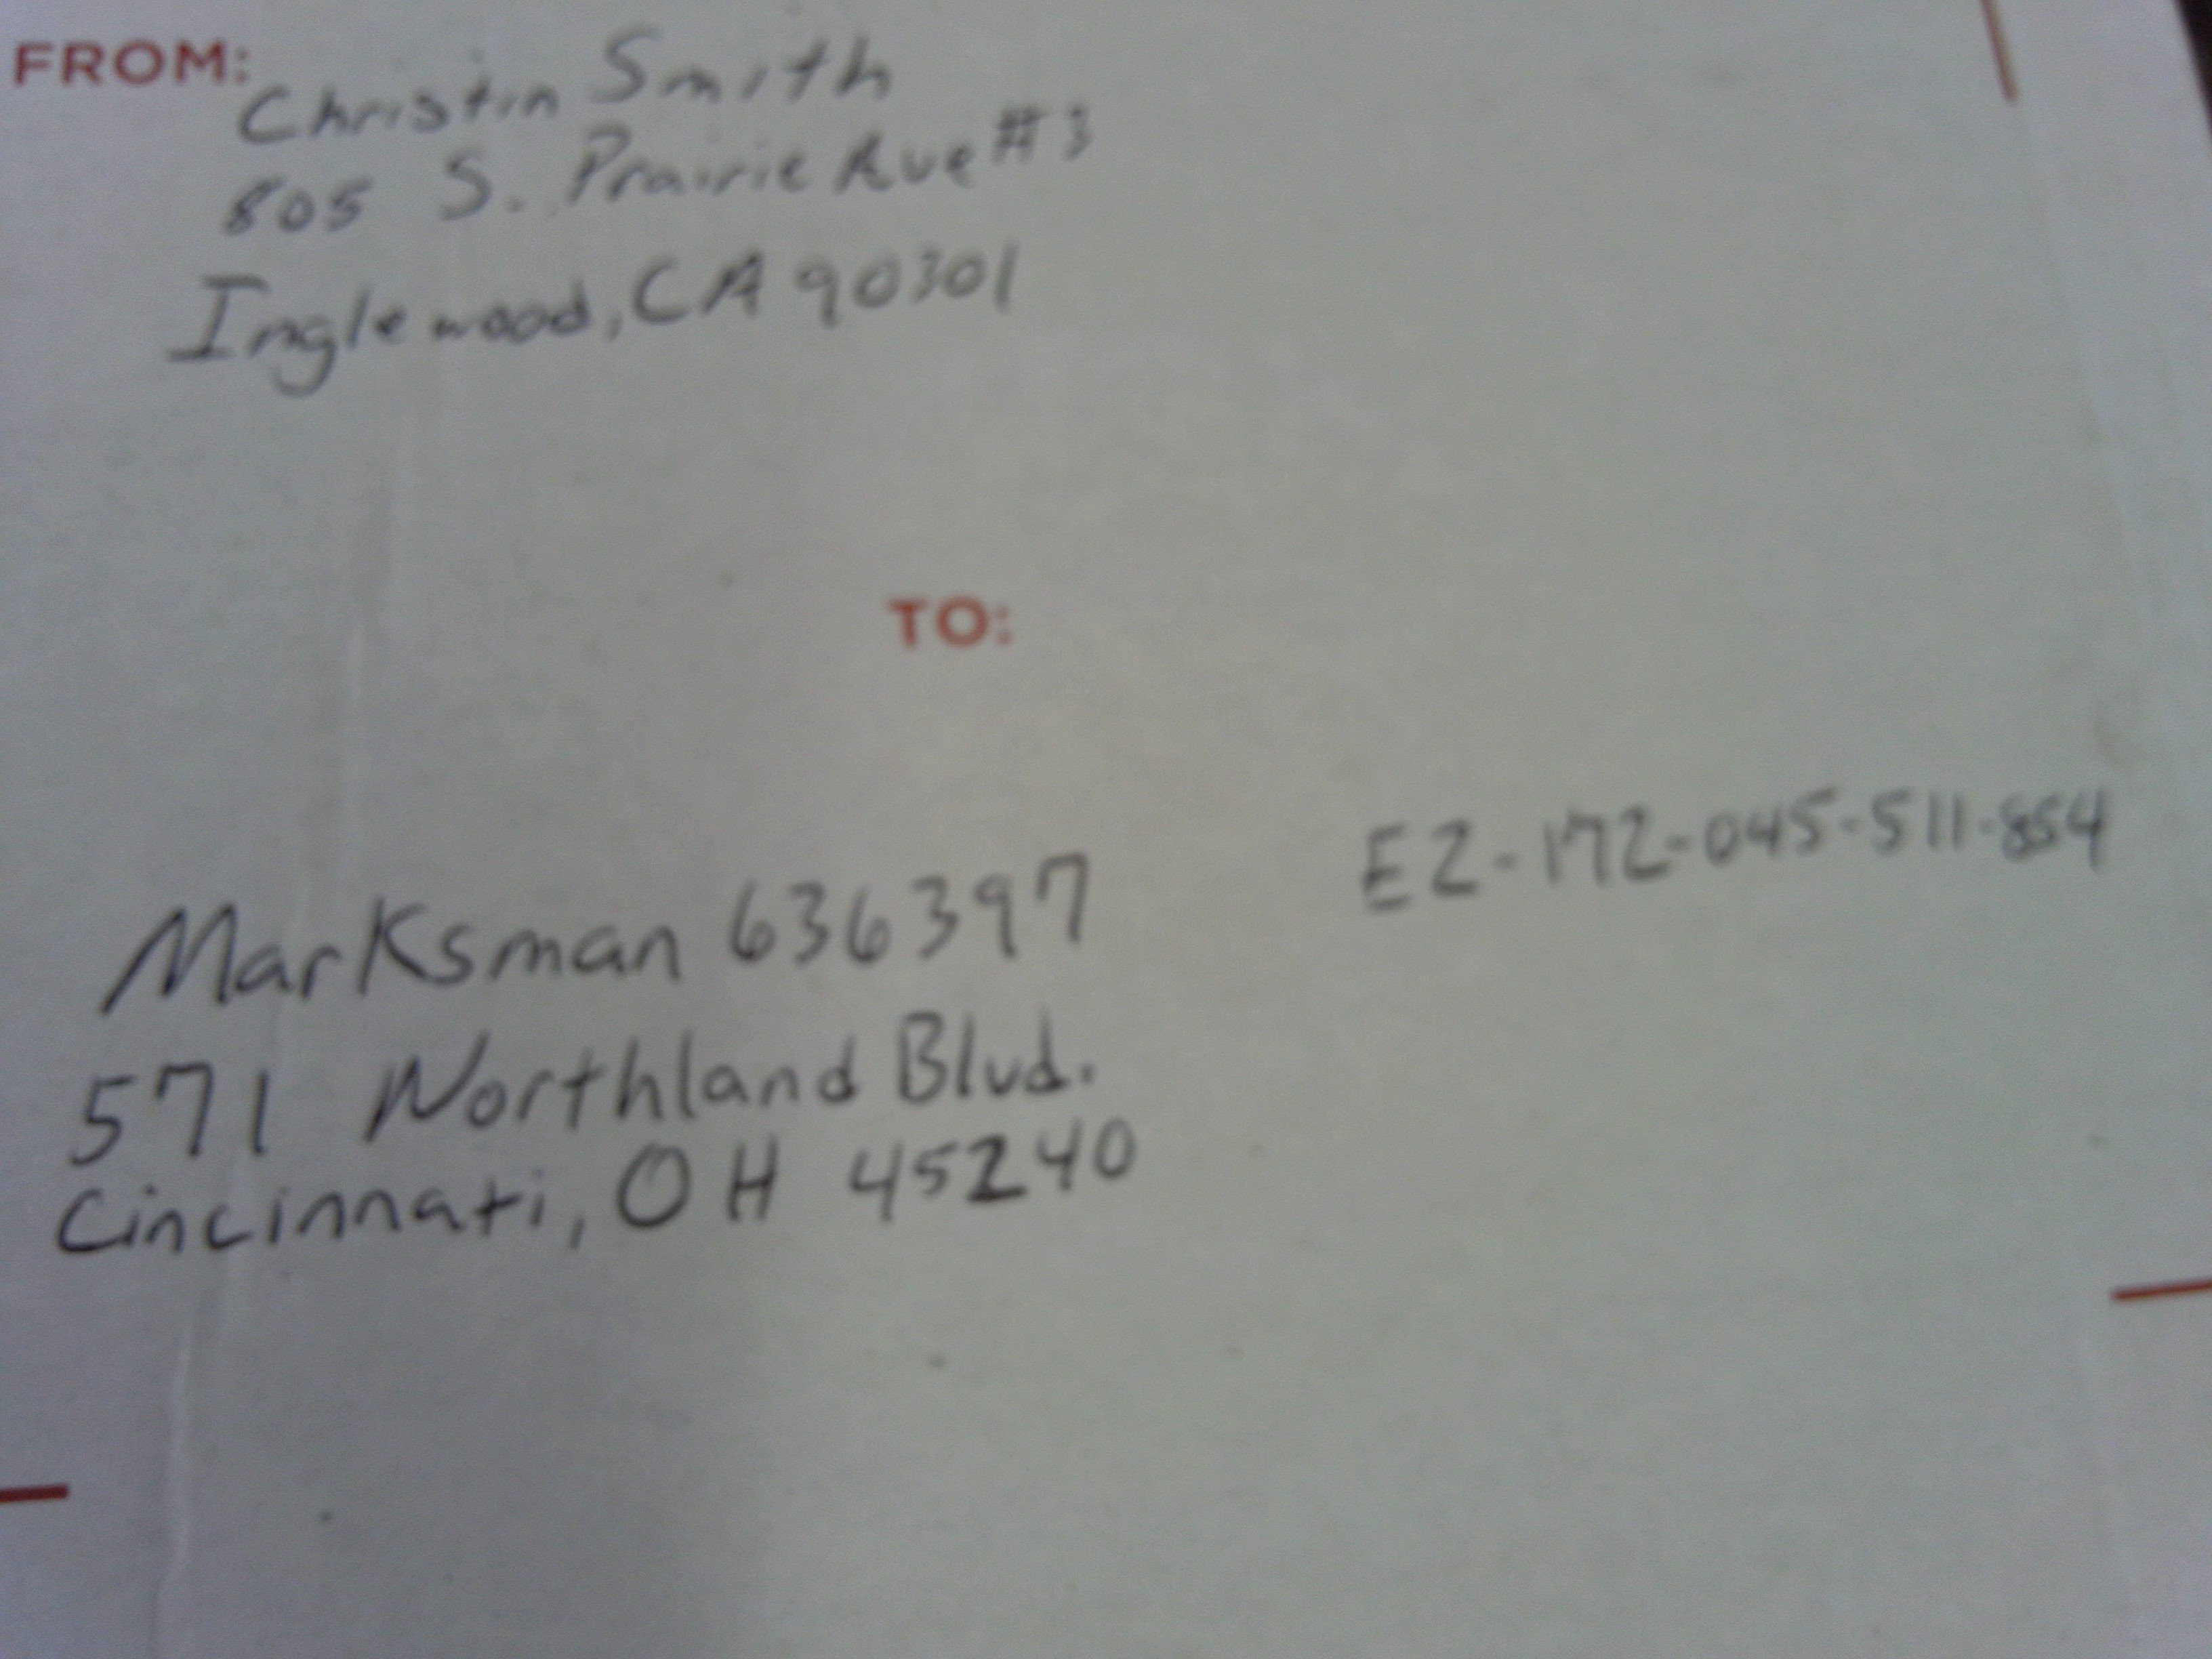 FROM:
Christin Smith
805 S. Prairie Ave #3
Inglewood, CA 90301
TO:
E2-172-045-511-854
Marksman 636397
571 Northland Blvd.
Cincinnati, OH 45240